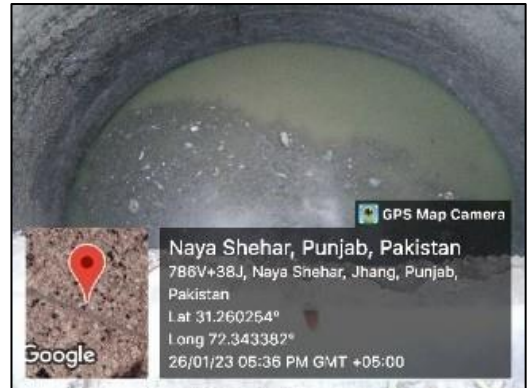 GPS Map Camera
Naya Shehar, Punjab, Pakistan
786V+38J, Naya Shehar, Jhang, Punjab,
Pakistan
Lat 31.260254°
Long 72.343382°
26/01/23 05:36 PM GMT +05:00
Google